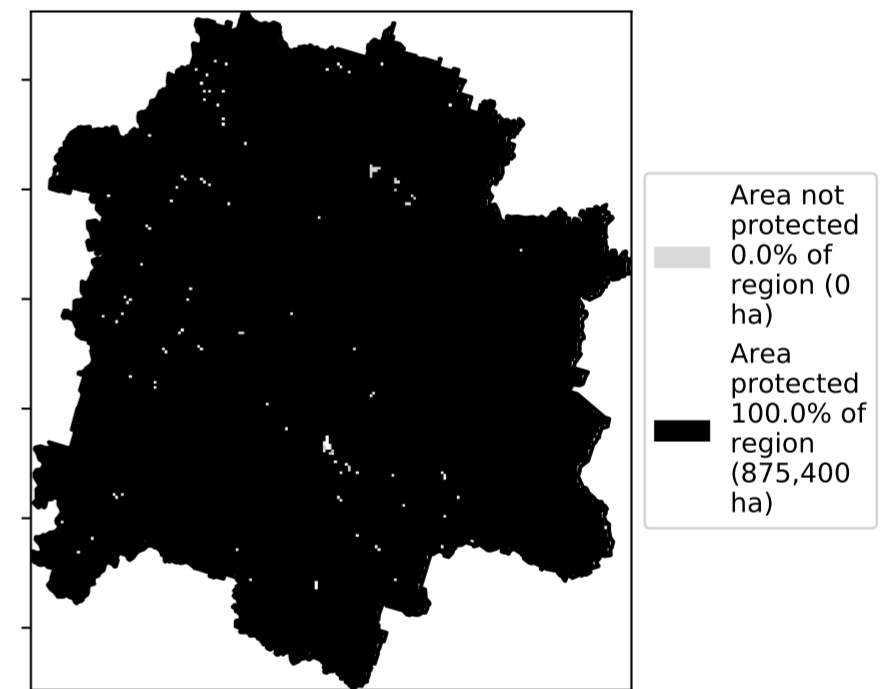 Area not
protected
0.0% of
region (0
ha)
Area
protected
100.0% of
region
(875,400
ha)